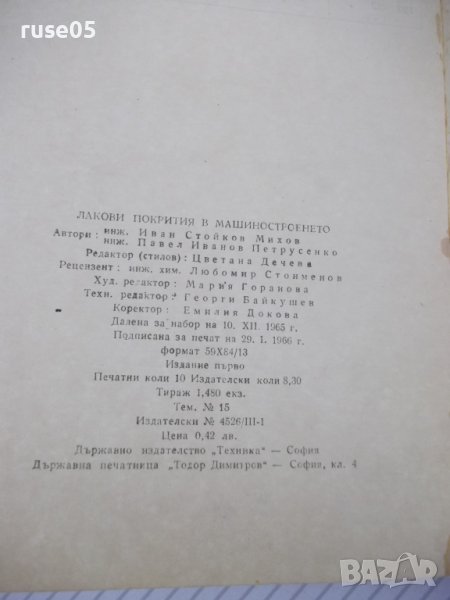 ruse05
ЛАКОВИ ПОКРИТИЯ В МАШИНОСТРОЕНЕТО
Автори: инж. Иван Стойков Михов
инж. Павел Иванов Петрусенко
Редактор (стилов): Цветана Дечева
Рецензент: инж. хим. Любомир Стоименов
Худ. редактор: Мария Горанова
Техн. редактор: Георги Байкушев
Коректор: Емилия Докова
Дадена за набор на 10. XII. 1965 г.
Подписана за печат на 29. 1. 1966 г.
формат 59X84/13
Издание първо
Печатни коли 10 Издателски коли 8,30
Тираж 1,480 екз.
Тем. № 15
Издателски № 4526/III-1
Цена 0,42 лв.
Държавно издателство „Техника“ — София
Държавна печатница „Тодор Димитров“ — София, кл. 4
ruse05
BAZAR